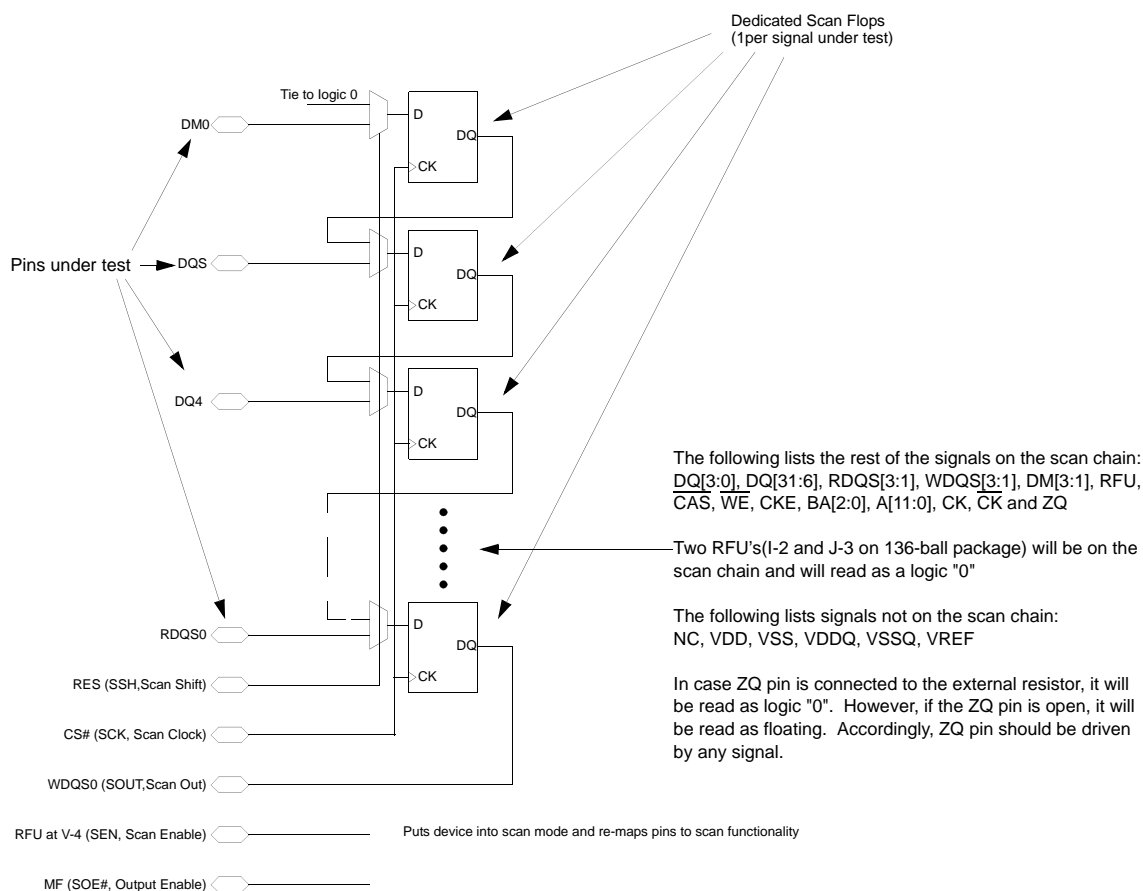 Dedicated Scan Flops
(1per signal under test)
Tie to logic 0
DM0
D
DQ
CK
Pins under test
DQS
D
DQ
CK
DQ4
D
DQ
CK
The following lists the rest of the signals on the scan chain:
DQ[3:0], DQ[31:6], RDQS[3:1], WDQS[3:1], DM[3:1], RFU,
CAS, WE, CKE, BA[2:0], A[11:0], CK, CK and ZQ
Two RFU's(I-2 and J-3 on 136-ball package) will be on the
scan chain and will read as a logic "0"
The following lists signals not on the scan chain:
NC, VDD, VSS, VDDQ, VSSQ, VREF
In case ZQ pin is connected to the external resistor, it will
be read as logic "0". However, if the ZQ pin is open, it will
be read as floating. Accordingly, ZQ pin should be driven
by any signal.
RDQS0
D
DQ
CK
RES (SSH,Scan Shift)
CS# (SCK, Scan Clock)
WDQS0 (SOUT,Scan Out)
RFU at V-4 (SEN, Scan Enable)
Puts device into scan mode and re-maps pins to scan functionality
MF (SOE#, Output Enable)